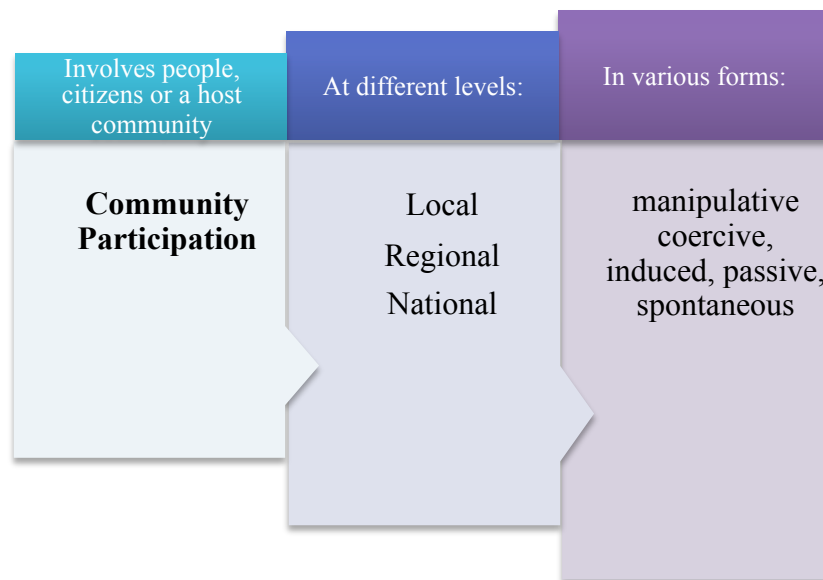 Involves people,
citizens or a host
community
Community
Participation
At different levels:
Local
Regional
National
In various forms:
manipulative
coercive,
induced, passive,
spontaneous